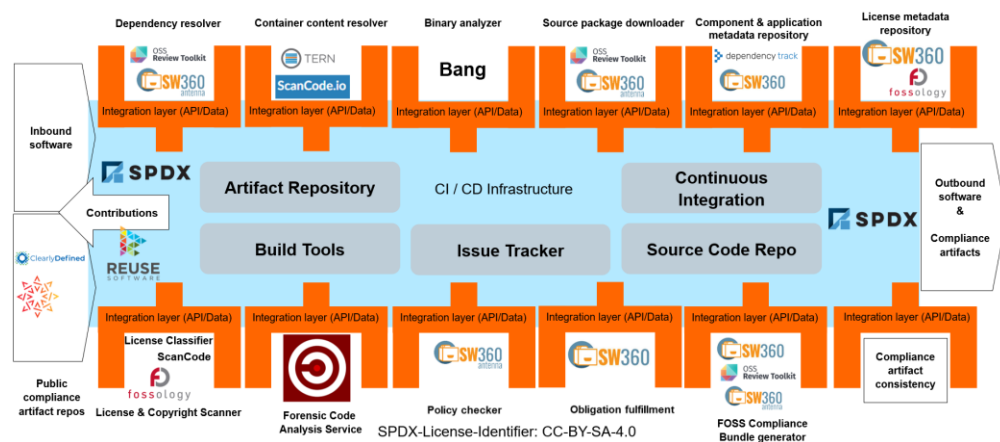 Dependency resolver
Container content resolver
Binary analyzer
Source package downloader
Component & application
metadata repository
License metadata
repository
OSS
Review Toolkit
SW360
antenna
TERN
ScanCode.io
Bang
OSS
Review Toolkit
SW360
antenna
dependency track
SW360
SW360
fossology
Integration layer (API/Data)
Integration layer (API/Data)
Integration layer (API/Data)
Integration layer (API/Data)
Integration layer (API/Data)
Integration layer (API/Data)
Inbound
software
SPDX
Contributions
ClearlyDefined
REUSE
SOFTWARE
Artifact Repository
CI / CD Infrastructure
Continuous
Integration
Build Tools
Issue Tracker
Source Code Repo
SPDX
Outbound
software
&
Compliance
artifacts
Integration layer (API/Data)
Integration layer (API/Data)
Integration layer (API/Data)
Integration layer (API/Data)
Integration layer (API/Data)
Integration layer (API/Data)
License Classifier
ScanCode
fossology
SW360
antenna
SW360
SW360
OSS
Review Toolkit
SW360
antenna
Compliance
artifact
consistency
Public
compliance
artifact repos
License & Copyright Scanner
Forensic Code
Analysis Service
Policy checker
Obligation fulfillment
FOSS Compliance
Bundle generator
SPDX-License-Identifier: CC-BY-SA-4.0